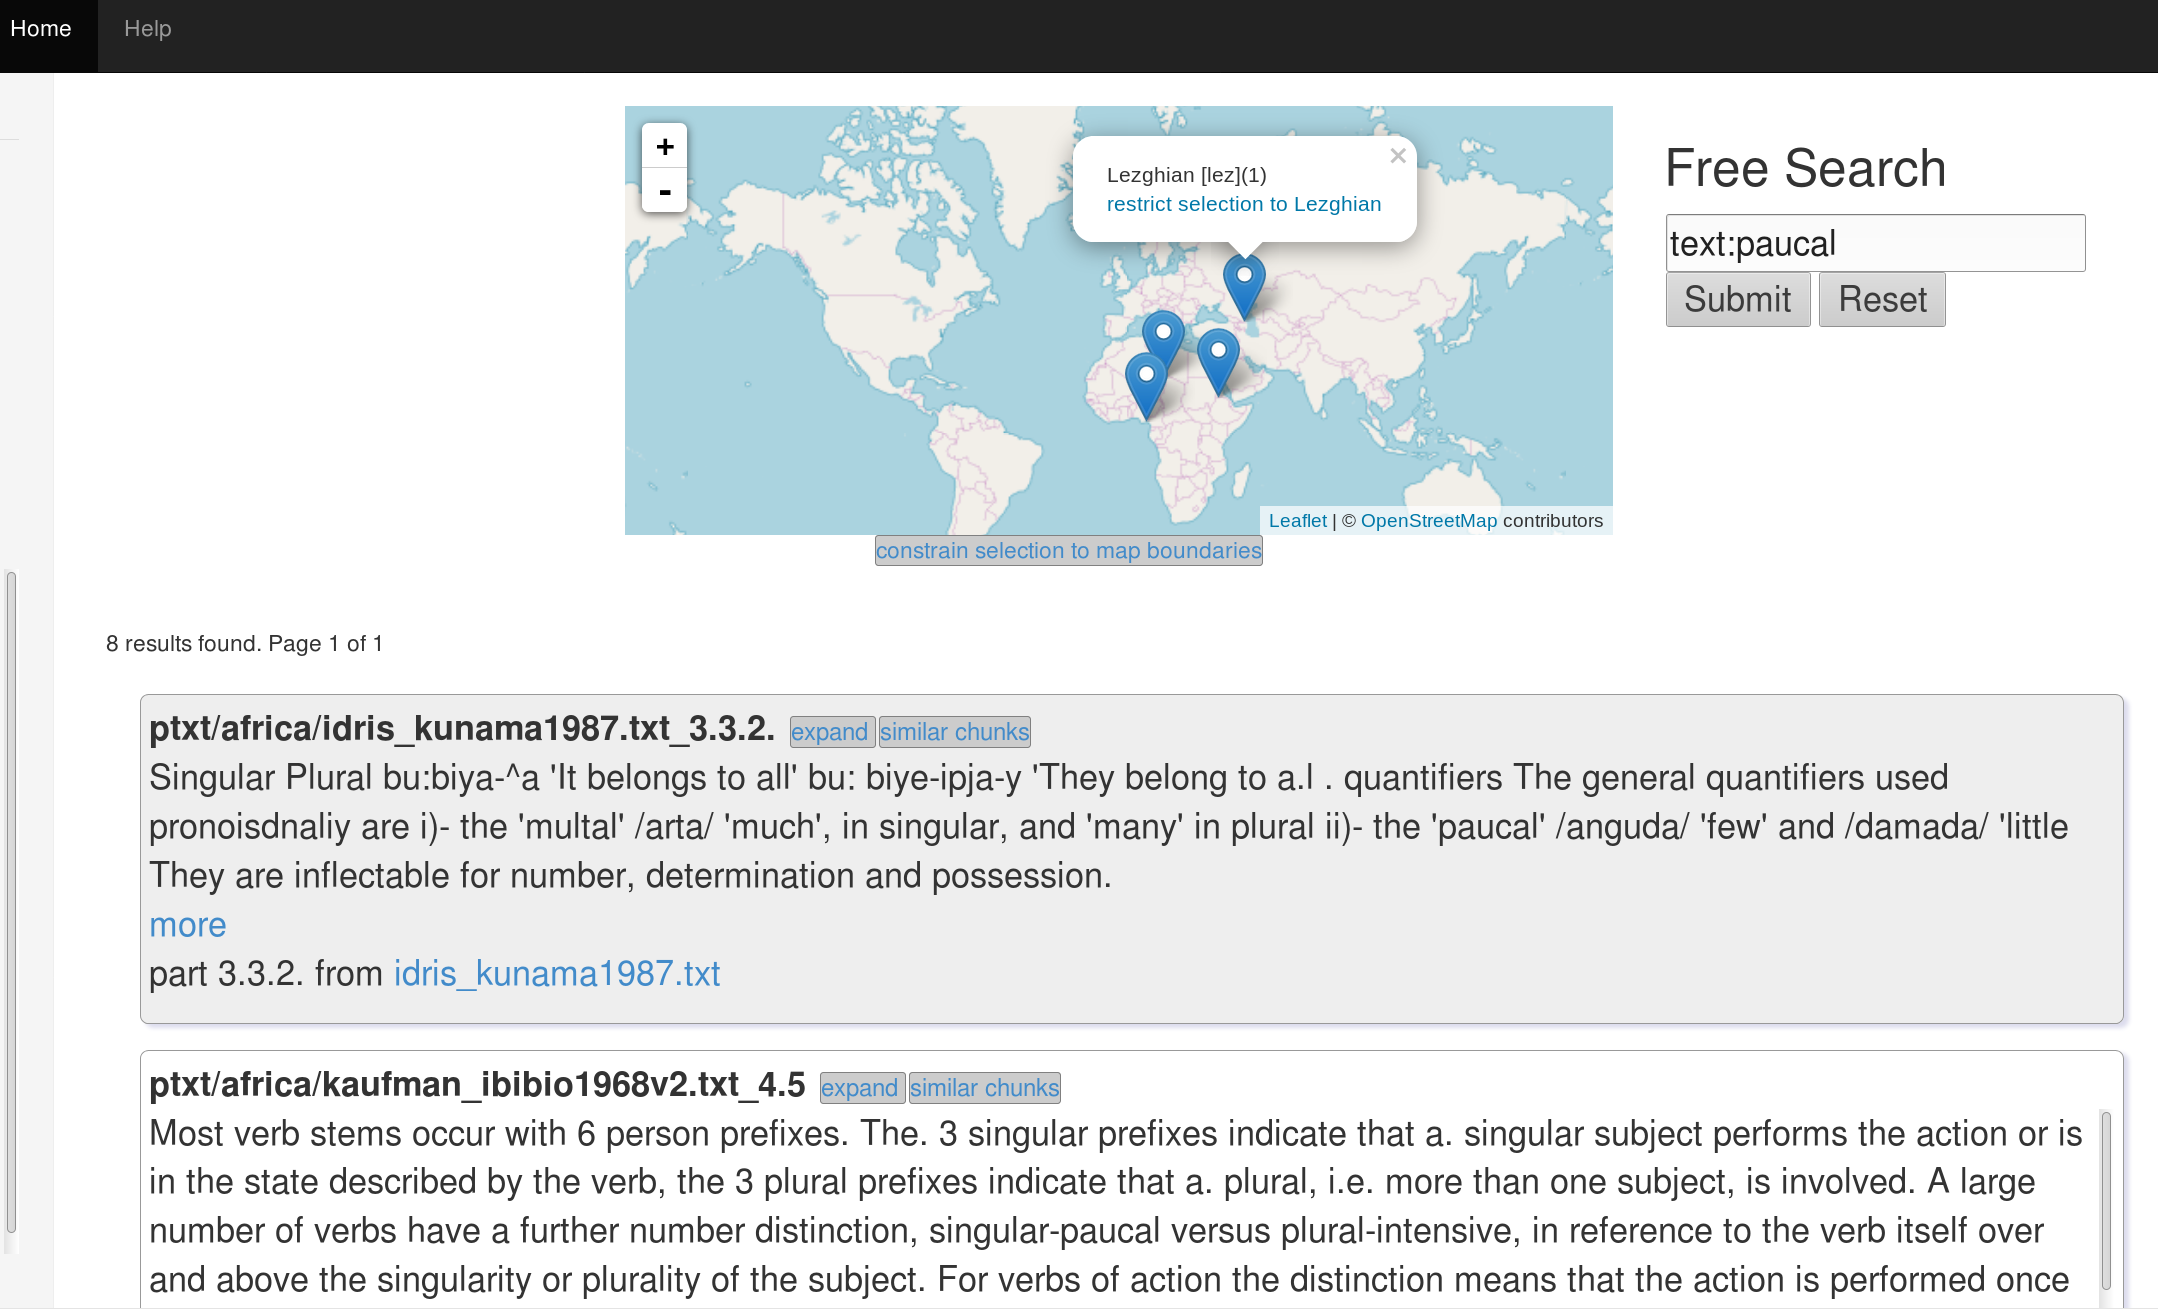 Home Help
+
-
Lezghian [lez](1)
restrict selection to Lezghian
×
Leaflet | © OpenStreetMap contributors
constrain selection to map boundaries
Free Search
text:paucal
Submit Reset
8 results found. Page 1 of 1
ptxt/africa/idris_kunama1987.txt_3.3.2. expand similar chunks
Singular Plural bu:biya-^a 'It belongs to all' bu: biye-ipja-y 'They belong to a.l . quantifiers The general quantifiers used
pronoisdnaliy are i)- the 'multal' /arta/ 'much', in singular, and 'many' in plural ii)- the 'paucal' /anguda/ 'few' and /damada/ 'little
They are inflectable for number, determination and possession.
more
part 3.3.2. from idris_kunama1987.txt
ptxt/africa/kaufman_ibibio1968v2.txt_4.5 expand similar chunks
Most verb stems occur with 6 person prefixes. The. 3 singular prefixes indicate that a. singular subject performs the action or is
in the state described by the verb, the 3 plural prefixes indicate that a. plural, i.e. more than one subject, is involved. A large
number of verbs have a further number distinction, singular-paucal versus plural-intensive, in reference to the verb itself over
and above the singularity or plurality of the subject. For verbs of action the distinction means that the action is performed once